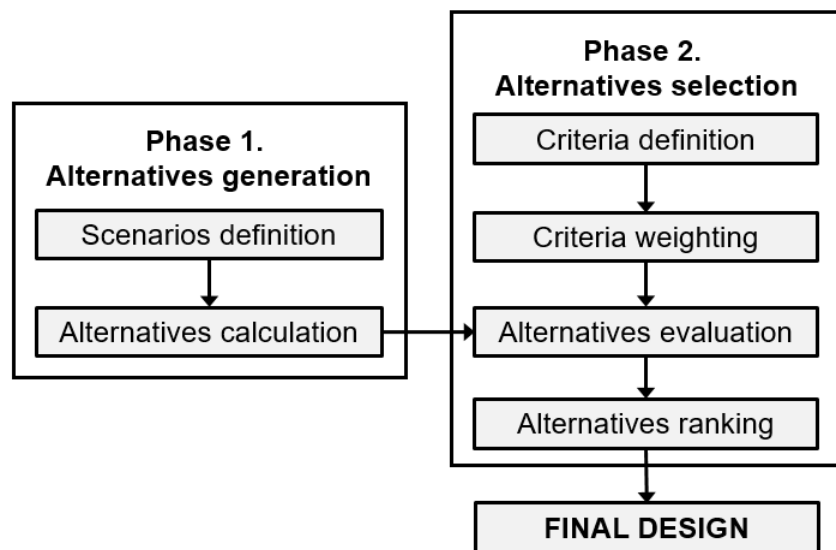 Phase 1.
Alternatives generation
Scenarios definition
Alternatives calculation
Phase 2.
Alternatives selection
Criteria definition
Criteria weighting
Alternatives evaluation
Alternatives ranking
FINAL DESIGN